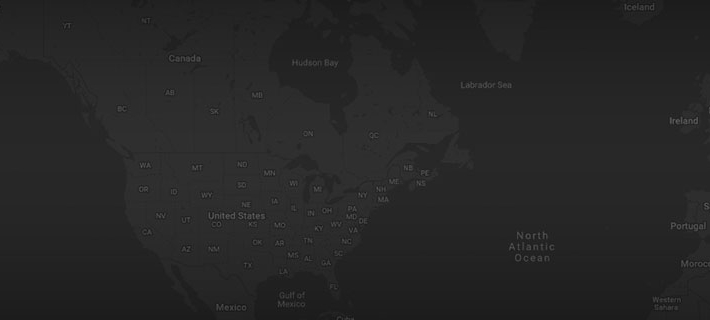 Iceland
YT
NT
Canada
Hudson Bay
Labrador Sea
AB
MB
BC
SK
NL
Ireland
ON
QC
WA
MT
ND
NB
MN
PE
ME
OR
ID
SD
WI
MI
NH
NS
WY
NY
MA
NE
IA
IL
IN
OH
PA
NV
UT
United States
MD
CO
KS
MO
KY
WV
DE
VA
CA
Portugal
North
Atlantic
Ocean
AZ
NM
OK
AR
TN
NC
MS
AL
SC
GA
TX
LA
Moroc
FL
Gulf of
Mexico
Mexico
Western
Sahara
Cuba